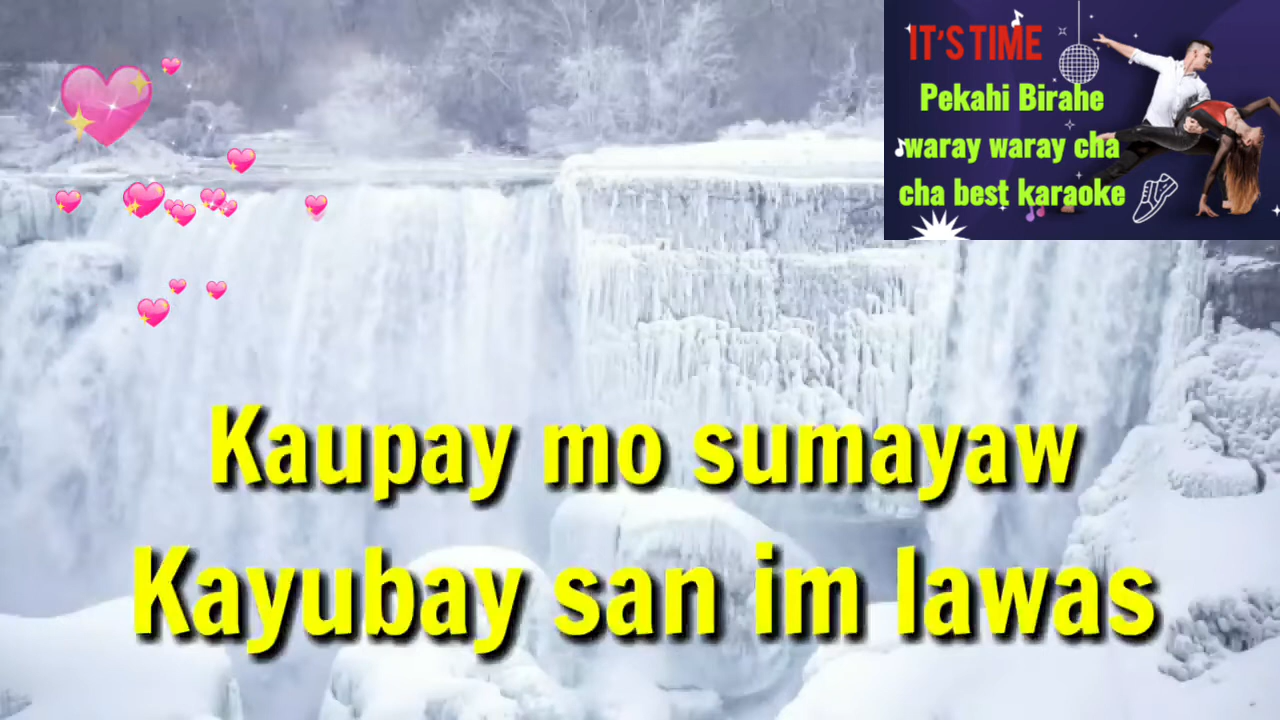 IT'S TIME
Pekahi Birahe
waray waray cha
cha best karaoke
Kaupay mo sumayaw
Kayubay san im lawas